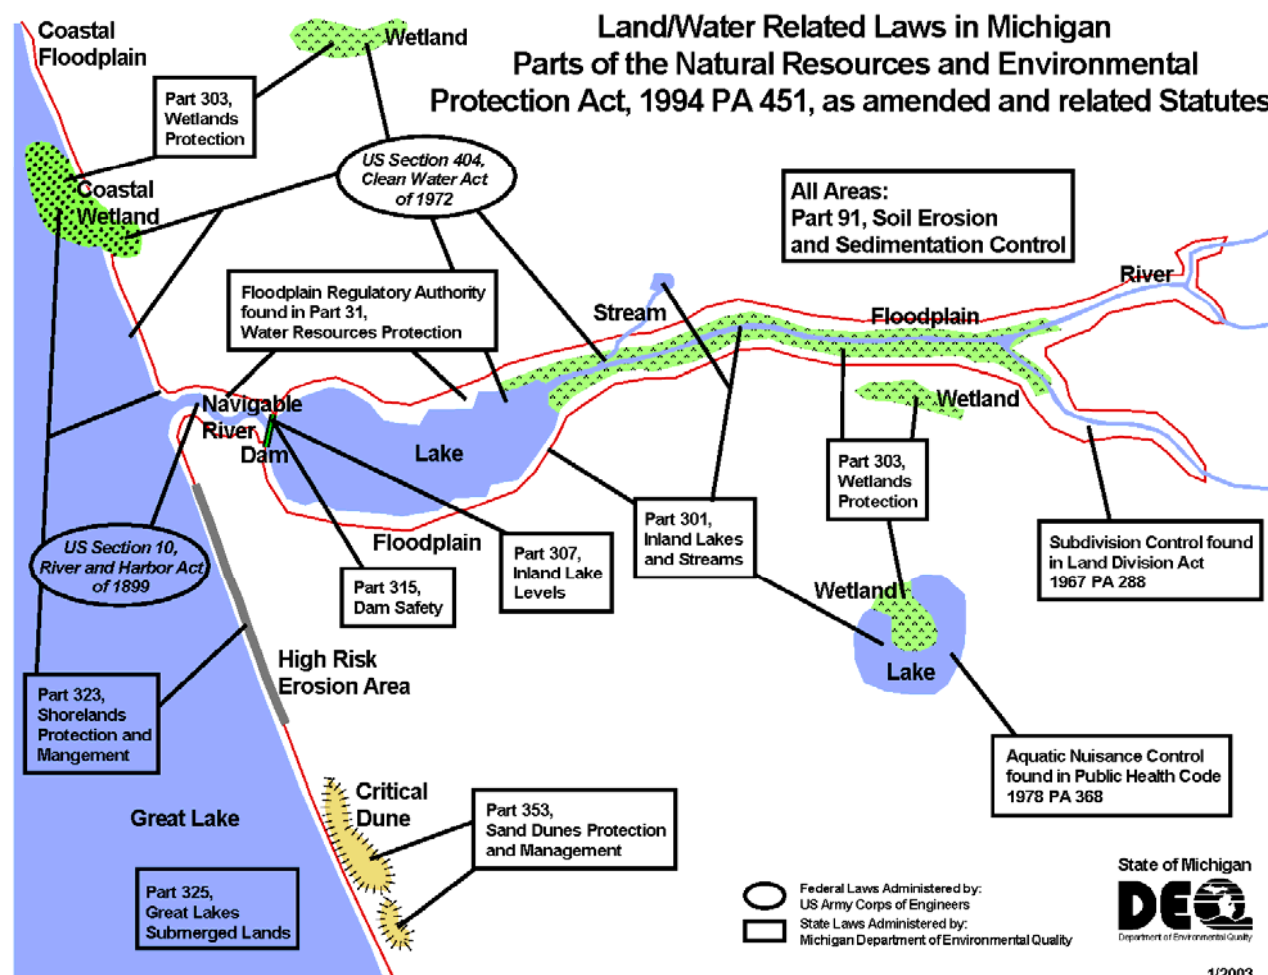 Land/Water Related Laws in Michigan
Parts of the Natural Resources and Environmental
Protection Act, 1994 PA 451, as amended and related Statutes
Coastal
Floodplain
Wetland
Part 303,
Wetlands
Protection
US Section 404,
Clean Water Act
of 1972
Coastal
Wetland
All Areas:
Part 91, Soil Erosion
and Sedimentation Control
Floodplain Regulatory Authority
found in Part 31,
Water Resources Protection
Stream
Floodplain
River
Navigable
River
Dam
Lake
Wetland
Floodplain
Part 303,
Wetlands
Protection
US Section 10,
River and Harbor Act
of 1899
Part 315,
Dam Safety
Part 307,
Inland Lake
Levels
Part 301,
Inland Lakes
and Streams
Subdivision Control found
in Land Division Act
1967 PA 288
Wetland
Lake
High Risk
Erosion Area
Part 323,
Shorelands
Protection and
Mangement
Aquatic Nuisance Control
found in Public Health Code
1978 PA 368
Critical
Dune
Part 353,
Sand Dunes Protection
and Management
Great Lake
Part 325,
Great Lakes
Submerged Lands
Federal Laws Administered by:
US Army Corps of Engineers
State Laws Administered by:
Michigan Department of Environmental Quality
State of Michigan
DEQ
Department of Environmental Quality
1/2003